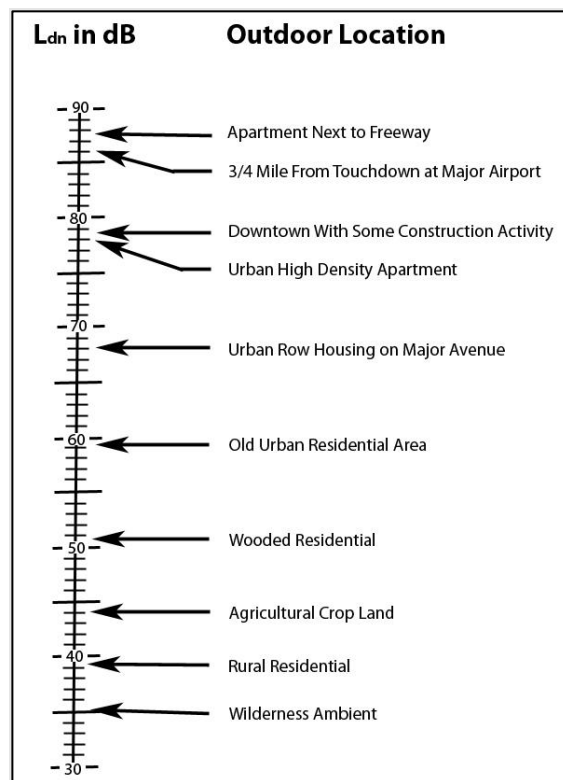 Ldn in dB Outdoor Location
90
Apartment Next to Freeway
3/4 Mile From Touchdown at Major Airport
80
Downtown With Some Construction Activity
Urban High Density Apartment
70
Urban Row Housing on Major Avenue
60
Old Urban Residential Area
Wooded Residential
50
Agricultural Crop Land
40
Rural Residential
Wilderness Ambient
30